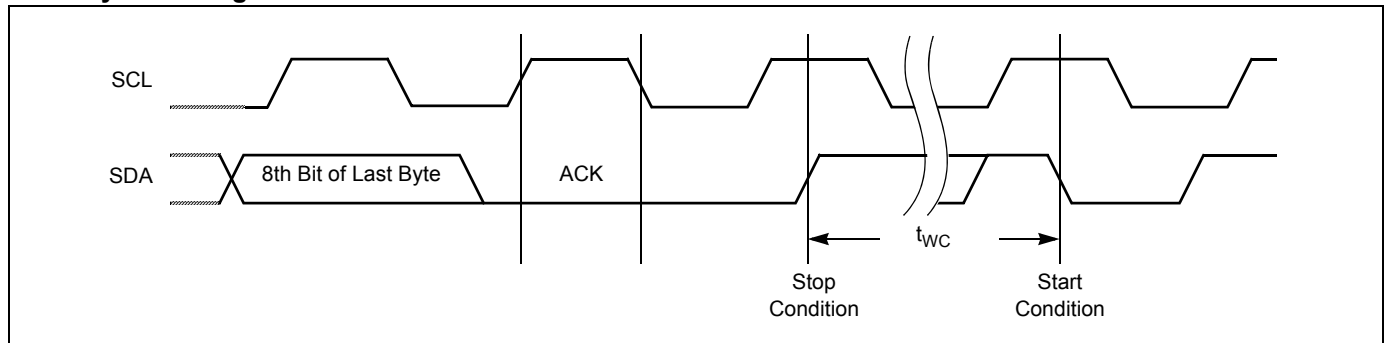 SCL
SDA
8th Bit of Last Byte
ACK
tWC
Stop
Condition
Start
Condition